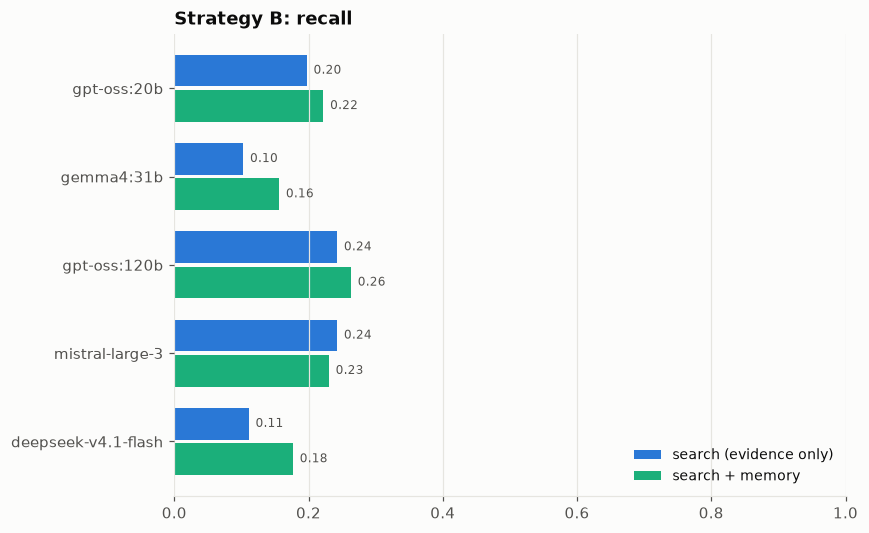 Strategy B: recall
gpt-oss:20b
0.20
0.22
gemma4:31b
0.10
0.16
gpt-oss:120b
0.24
0.26
mistral-large-3
0.24
0.23
deepseek-v4.1-flash
0.11
0.18
search (evidence only)
search + memory
0.0 0.2 0.4 0.6 0.8 1.0